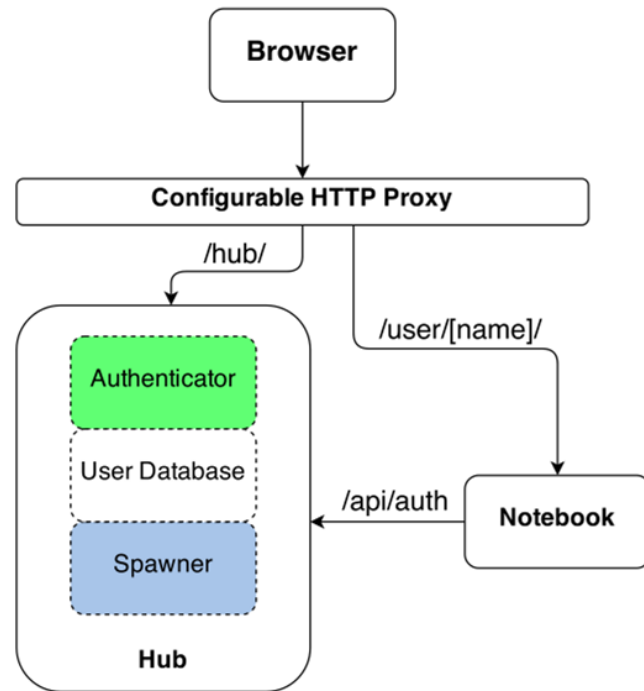 Browser
Configurable HTTP Proxy
/hub/
/user/[name]/
Authenticator
User Database
/api/auth
Notebook
Spawner
Hub